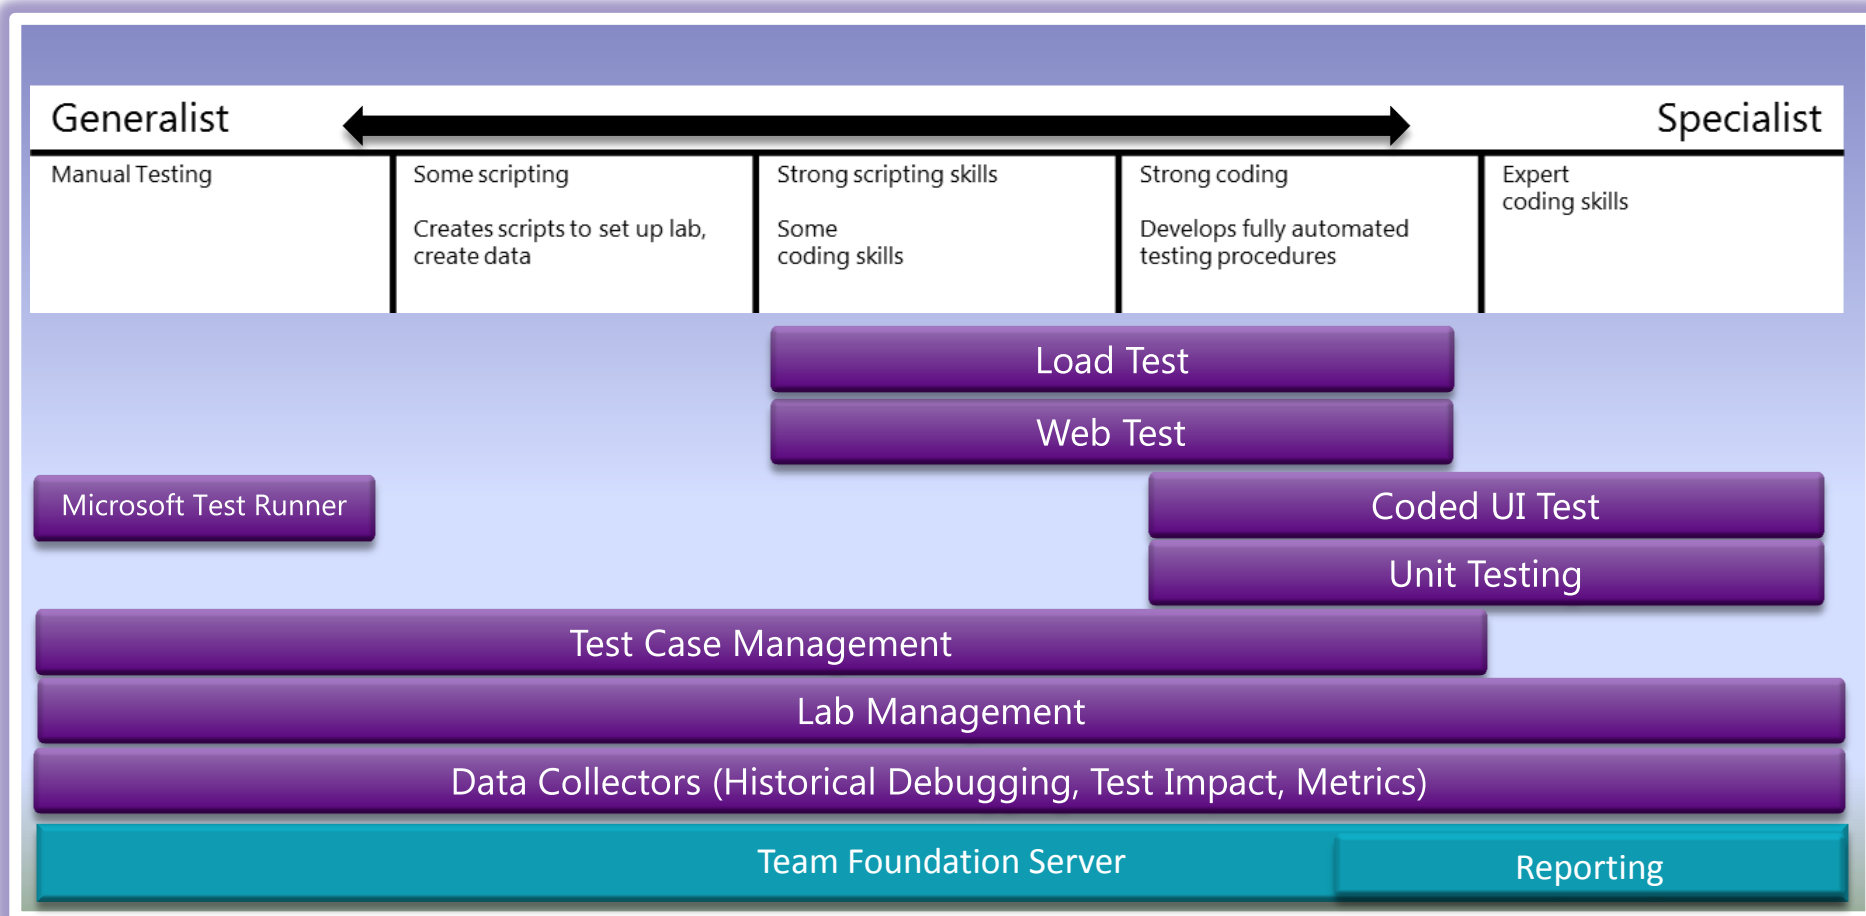 Generalist
Specialist
Manual Testing
Some scripting
Creates scripts to set up lab,
create data
Strong scripting skills
Some
coding skills
Strong coding
Develops fully automated
testing procedures
Expert
coding skills
Load Test
Web Test
Microsoft Test Runner
Coded UI Test
Unit Testing
Test Case Management
Lab Management
Data Collectors (Historical Debugging, Test Impact, Metrics)
Team Foundation Server
Reporting